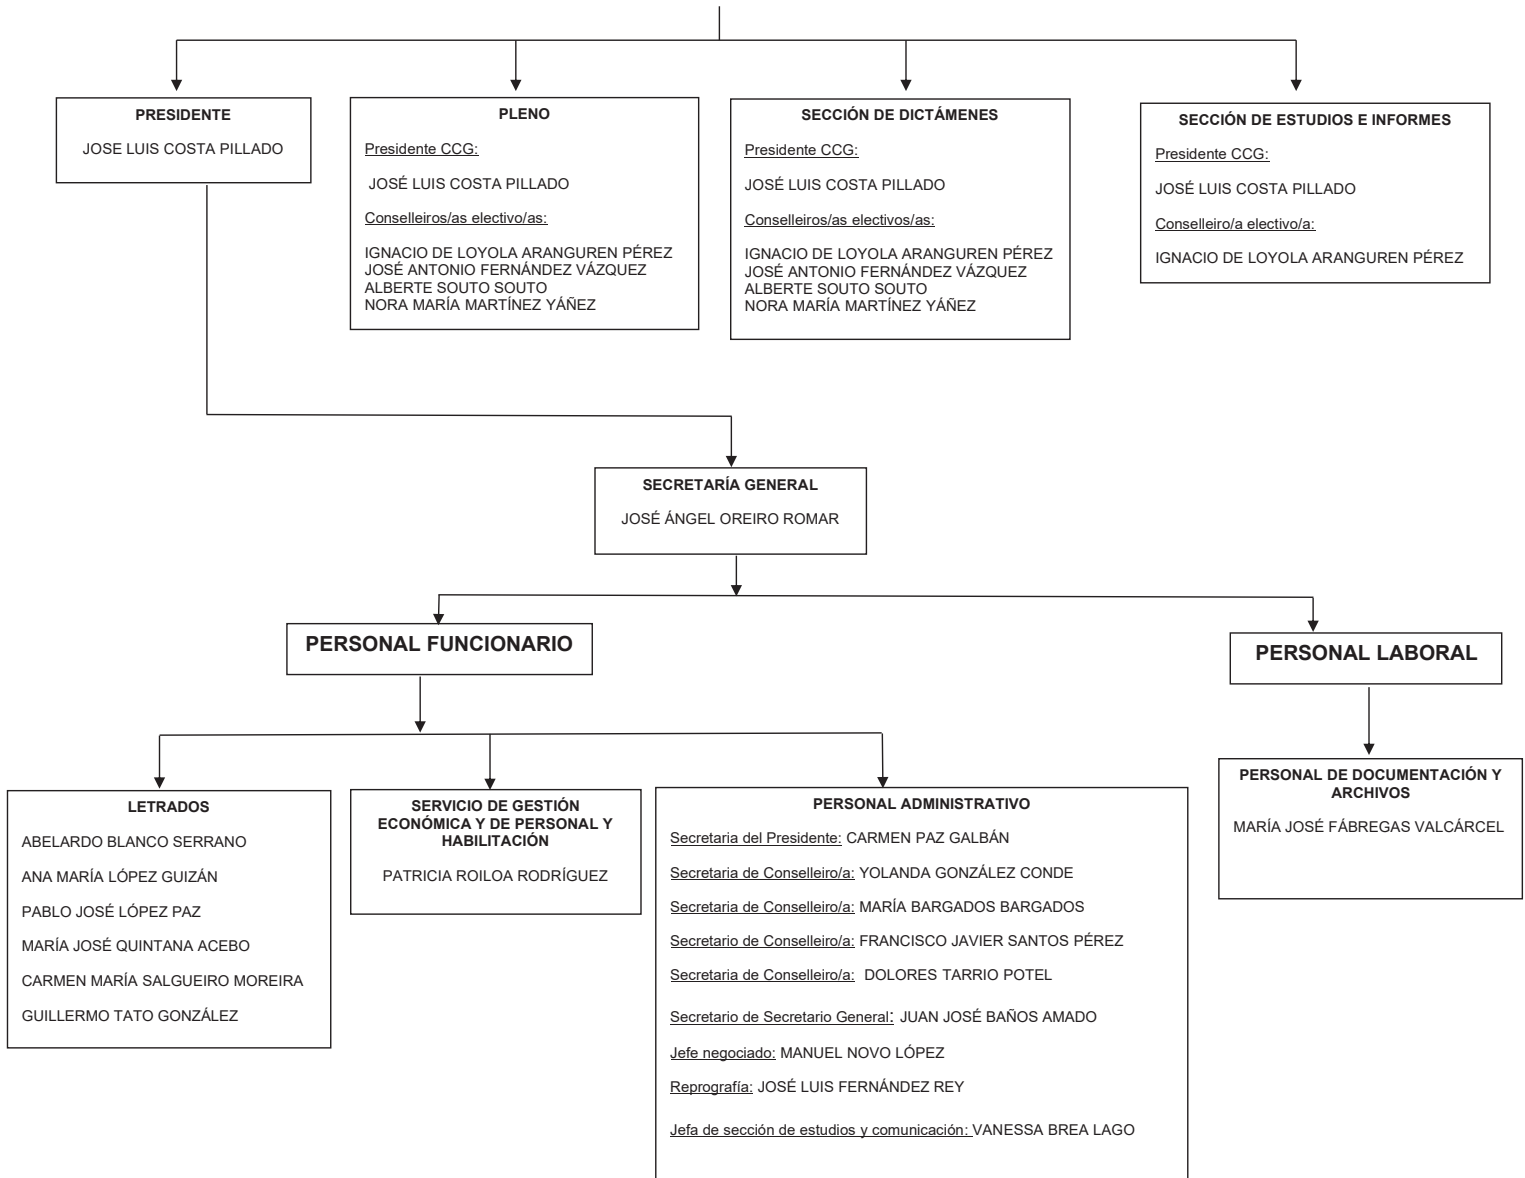 PRESIDENTE
JOSE LUIS COSTA PILLADO
PLENO
Presidente CCG:
JOSÉ LUIS COSTA PILLADO
Conselleiros/as electivo/as:
IGNACIO DE LOYOLA ARANGUREN PÉREZ
JOSÉ ANTONIO FERNÁNDEZ VÁZQUEZ
ALBERTE SOUTO SOUTO
NORA MARÍA MARTÍNEZ YÁÑEZ
SECCIÓN DE DICTÁMENES
Presidente CCG:
JOSÉ LUIS COSTA PILLADO
Conselleiros/as electivos/as:
IGNACIO DE LOYOLA ARANGUREN PÉREZ
JOSÉ ANTONIO FERNÁNDEZ VÁZQUEZ
ALBERTE SOUTO SOUTO
NORA MARÍA MARTÍNEZ YÁÑEZ
SECCIÓN DE ESTUDIOS E INFORMES
Presidente CCG:
JOSÉ LUIS COSTA PILLADO
Conselleiro/a electivo/a:
IGNACIO DE LOYOLA ARANGUREN PÉREZ
SECRETARÍA GENERAL
JOSÉ ÁNGEL OREIRO ROMAR
PERSONAL FUNCIONARIO
PERSONAL LABORAL
LETRADOS
ABELARDO BLANCO SERRANO
ANA MARÍA LÓPEZ GUIZÁN
PABLO JOSÉ LÓPEZ PAZ
MARÍA JOSÉ QUINTANA ACEBO
CARMEN MARÍA SALGUEIRO MOREIRA
GUILLERMO TATO GONZÁLEZ
SERVICIO DE GESTIÓN
ECONÓMICA Y DE PERSONAL Y
HABILITACIÓN
PATRICIA ROILOA RODRÍGUEZ
PERSONAL ADMINISTRATIVO
Secretaria del Presidente: CARMEN PAZ GALBÁN
Secretaria de Conselleiro/a: YOLANDA GONZÁLEZ CONDE
Secretaria de Conselleiro/a: MARÍA BARGADOS BARGADOS
Secretario de Conselleiro/a: FRANCISCO JAVIER SANTOS PÉREZ
Secretaria de Conselleiro/a: DOLORES TARRIO POTEL
Secretario de Secretario General: JUAN JOSÉ BAÑOS AMADO
Jefe negociado: MANUEL NOVO LÓPEZ
Reprografía: JOSÉ LUIS FERNÁNDEZ REY
Jefa de sección de estudios y comunicación: VANESSA BREA LAGO
PERSONAL DE DOCUMENTACIÓN Y
ARCHIVOS
MARÍA JOSÉ FÁBREGAS VALCÁRCEL